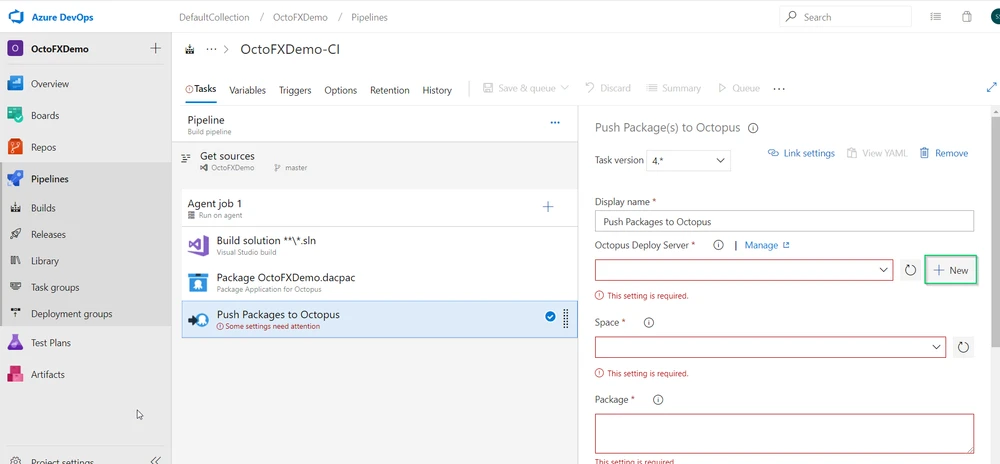 Azure DevOps
DefaultCollection / OctoFXDemo / Pipelines
Search
O OctoFXDemo
··· > OctoFXDemo-CI
Overview
Boards
Repos
Pipelines
Builds
Releases
Library
Task groups
Deployment groups
Test Plans
Artifacts
Project settings
Tasks Variables Triggers Options Retention History Save & queue Discard Summary Queue ···
Pipeline
Build pipeline
Get sources
OctoFXDemo master
Agent job 1
Run on agent
Build solution **\*.sln
Visual Studio build
Package OctoFXDemo.dacpac
Package Application for Octopus
Push Packages to Octopus
Some settings need attention
Push Package(s) to Octopus
Task version 4.*
Link settings View YAML Remove
Display name *
Push Packages to Octopus
Octopus Deploy Server * | Manage
New
This setting is required.
Space *
This setting is required.
Package *
This setting is required.